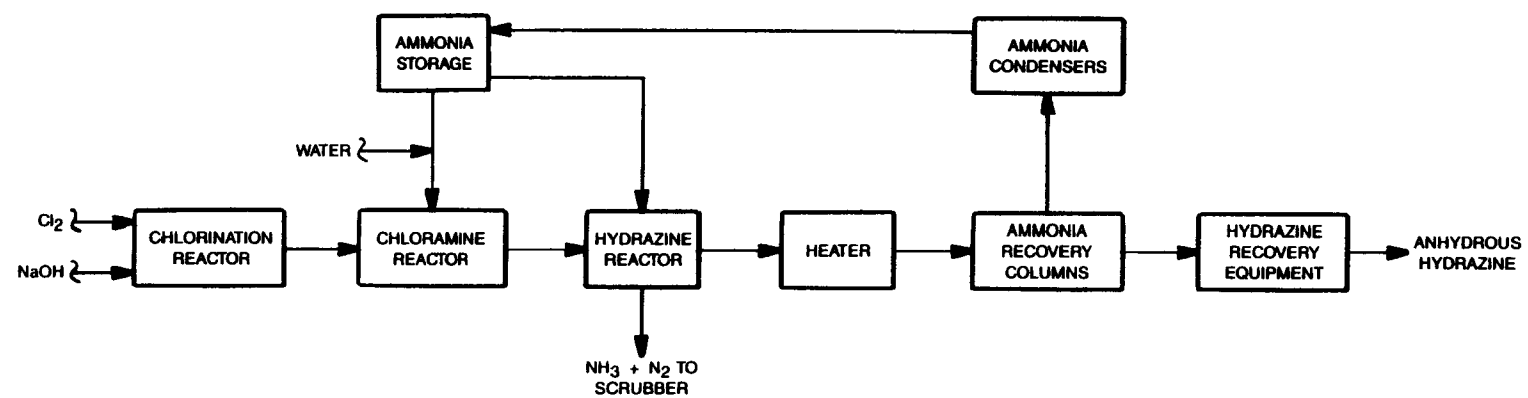 AMMONIA
STORAGE
AMMONIA
CONDENSERS
WATER
Cl2
NaOH
CHLORINATION
REACTOR
CHLORAMINE
REACTOR
HYDRAZINE
REACTOR
HEATER
AMMONIA
RECOVERY
COLUMNS
HYDRAZINE
RECOVERY
EQUIPMENT
ANHYDROUS
HYDRAZINE
NH3 + N2 TO
SCRUBBER